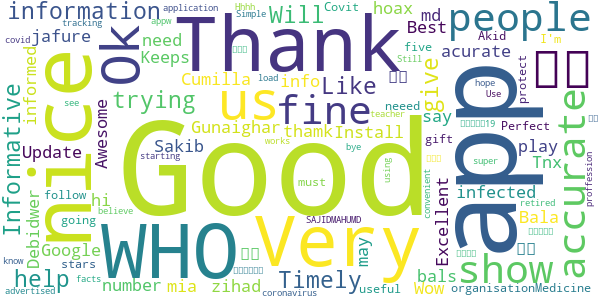 information
jafure
tracking
application
Hhhh
Simple
Covit
hoax
md
Best
people
covid
appw
Will
Akid
I'm
five
Still
acurate
need
Keeps
Thank
Ok
informed
nice
Cumilla
info
Like
neeed
say
Perfect
protect
app
trying
us
fine
give
Informative
Awesome
load
hope
Use
see
Gunaighar
thamk
Install
gift
play
accurate
teacher
Update
Sakib
works
Tnx
super
Good
starting
bye
hi
must
using
convenient
Excellent
infected
Debidwer
follow
going
believe
SAJIDMAHUMD
WHO
Very
may
Bala
retired
proffession
Google
stars
show
know
facts
help
number
mia
zihad
Timely
useful
bals
Wow
organisationMedicine
advertised
coronavirus
19